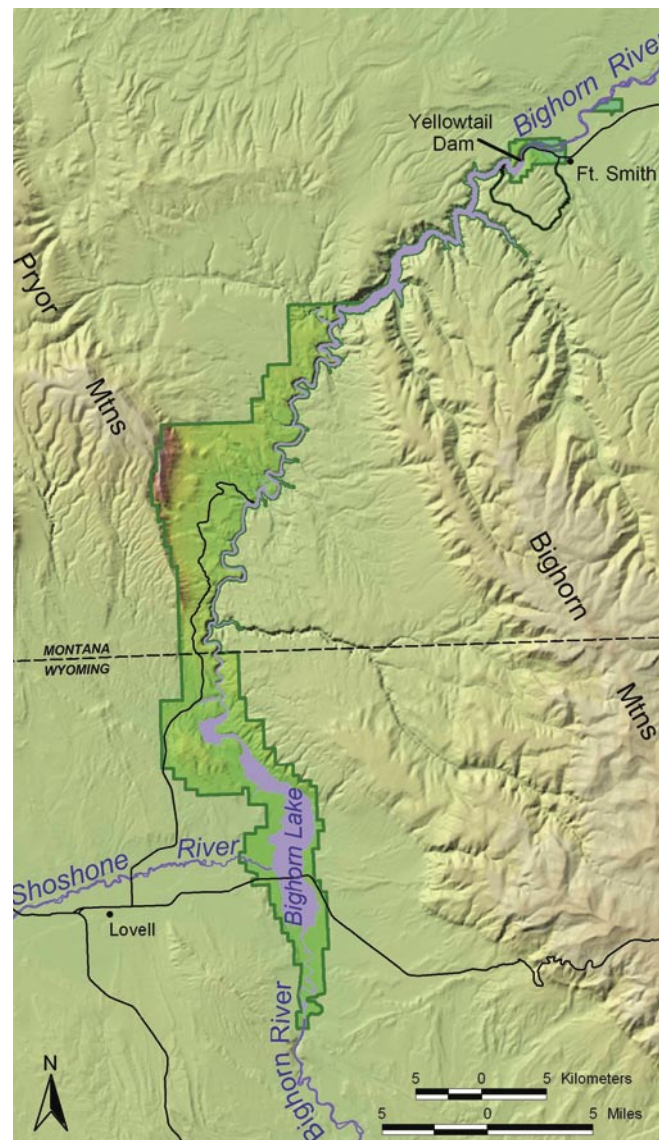 Bighorn River
Yellowtail
Dam
Ft. Smith
Pryor
Mtns
Bighorn
Mtns
MONTANA
WYOMING
Bighorn Lake
Shoshone River
Lovell
Bighorn River
N
5 0 5 Kilometers
5 0 5 Miles